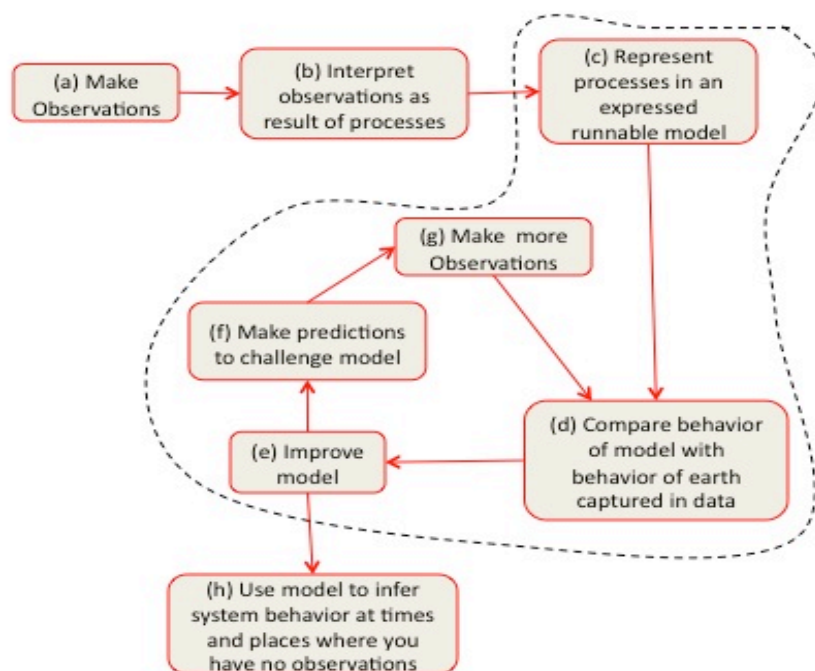 (a) Make
Observations
(b) Interpret
observations as
result of processes
(c) Represent
processes in an
expressed
runnable model
(g) Make more
Observations
(f) Make predictions
to challenge model
(d) Compare behavior
of model with
behavior of earth
captured in data
(e) Improve
model
(h) Use model to infer
system behavior at times
and places where you
have no observations